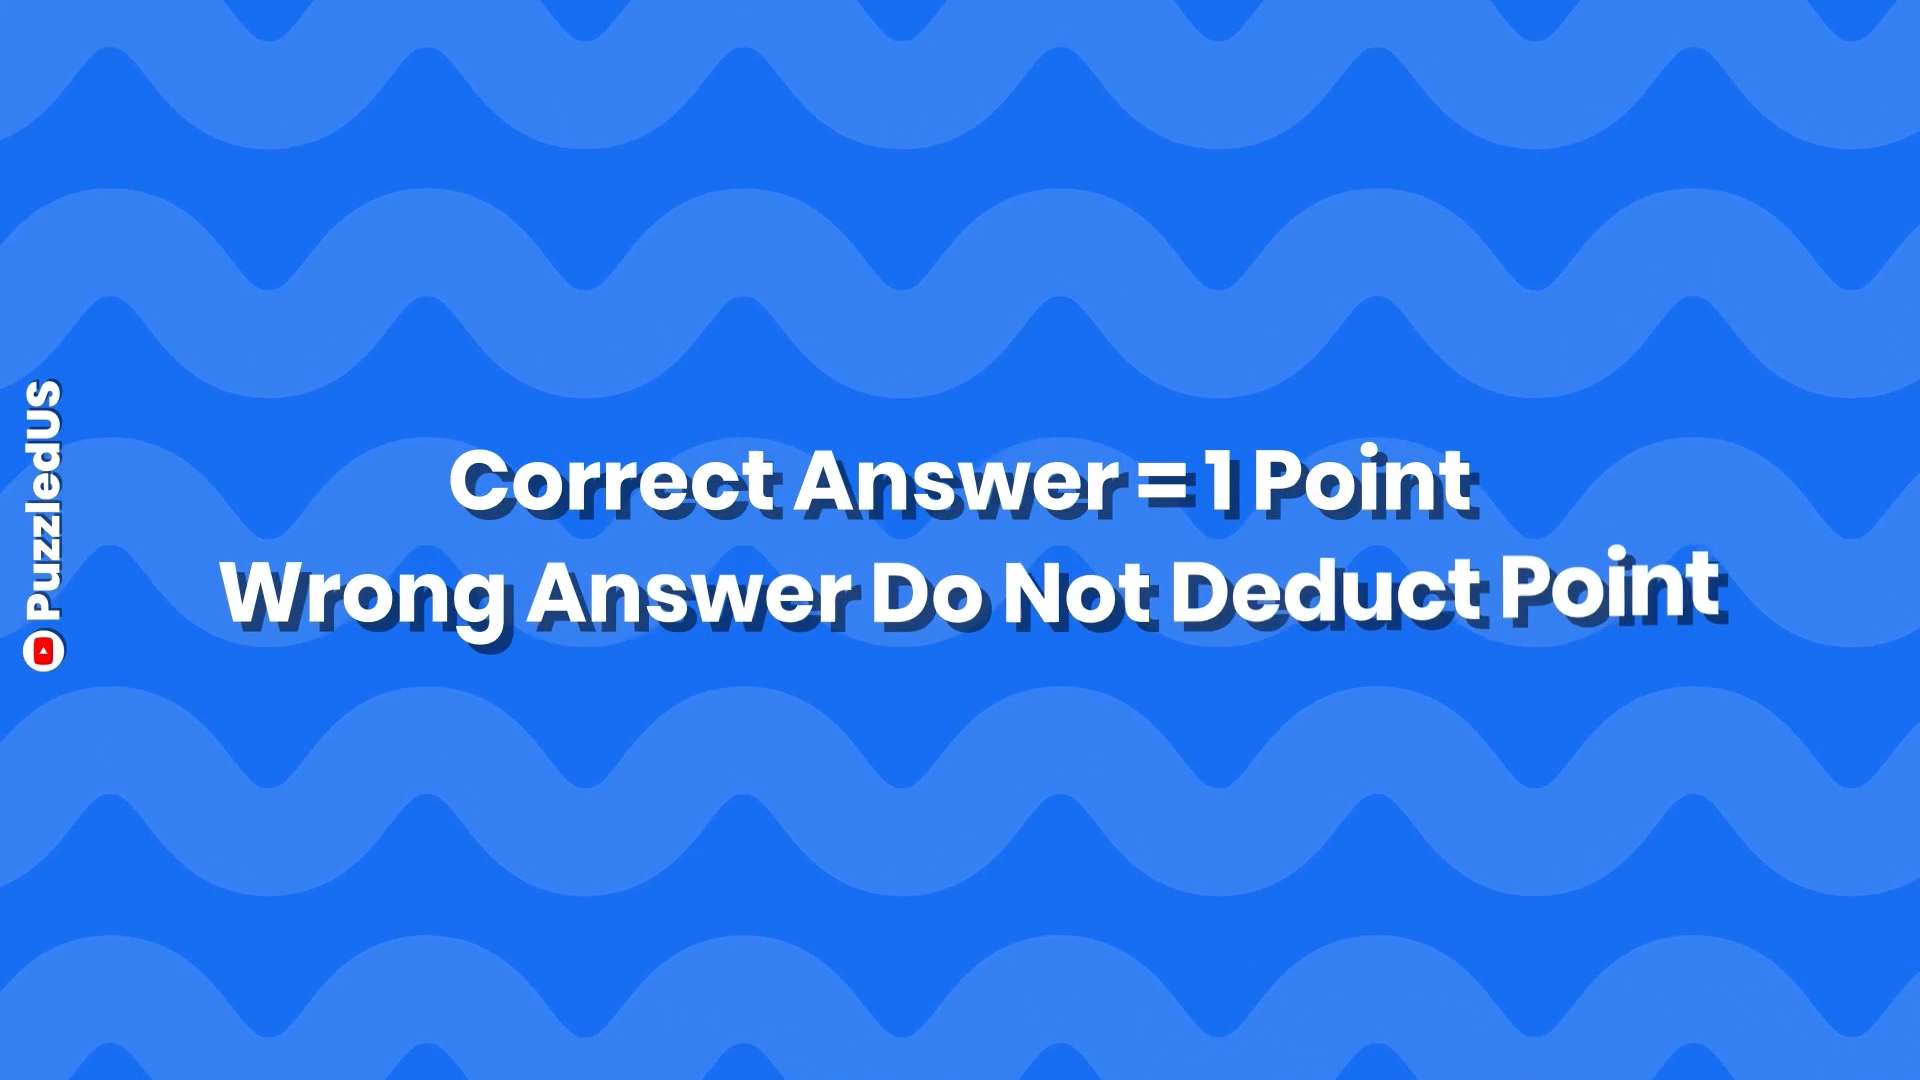 Correct Answer = 1 Point
Wrong Answer Do Not Deduct Point
PuzzledUS